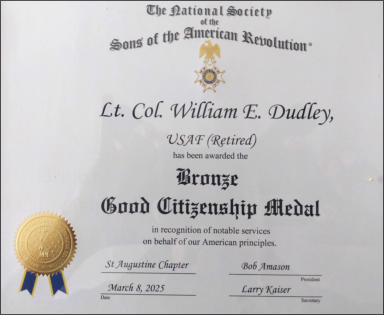 The National Society
of the
Sons of the American Revolution®
Lt. Col. William E. Dudley,
USAF (Retired)
has been awarded the
Bronze
Good Citizenship Medal
in recognition of notable services
on behalf of our American principles.
St Augustine Chapter Bob Amason
President
March 8, 2025 Larry Kaiser
Date Secretary